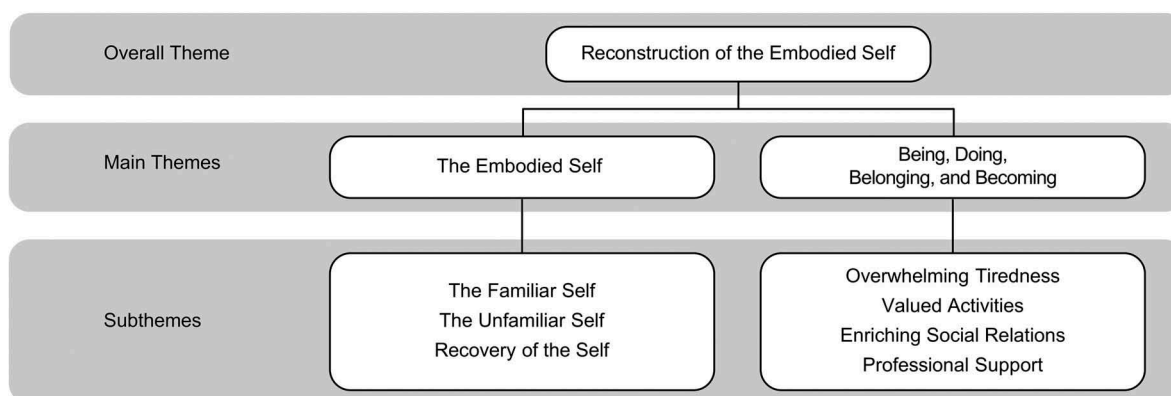 Overall Theme
Reconstruction of the Embodied Self
Main Themes
The Embodied Self
Being, Doing,
Belonging, and Becoming
Subthemes
The Familiar Self
The Unfamiliar Self
Recovery of the Self
Overwhelming Tiredness
Valued Activities
Enriching Social Relations
Professional Support